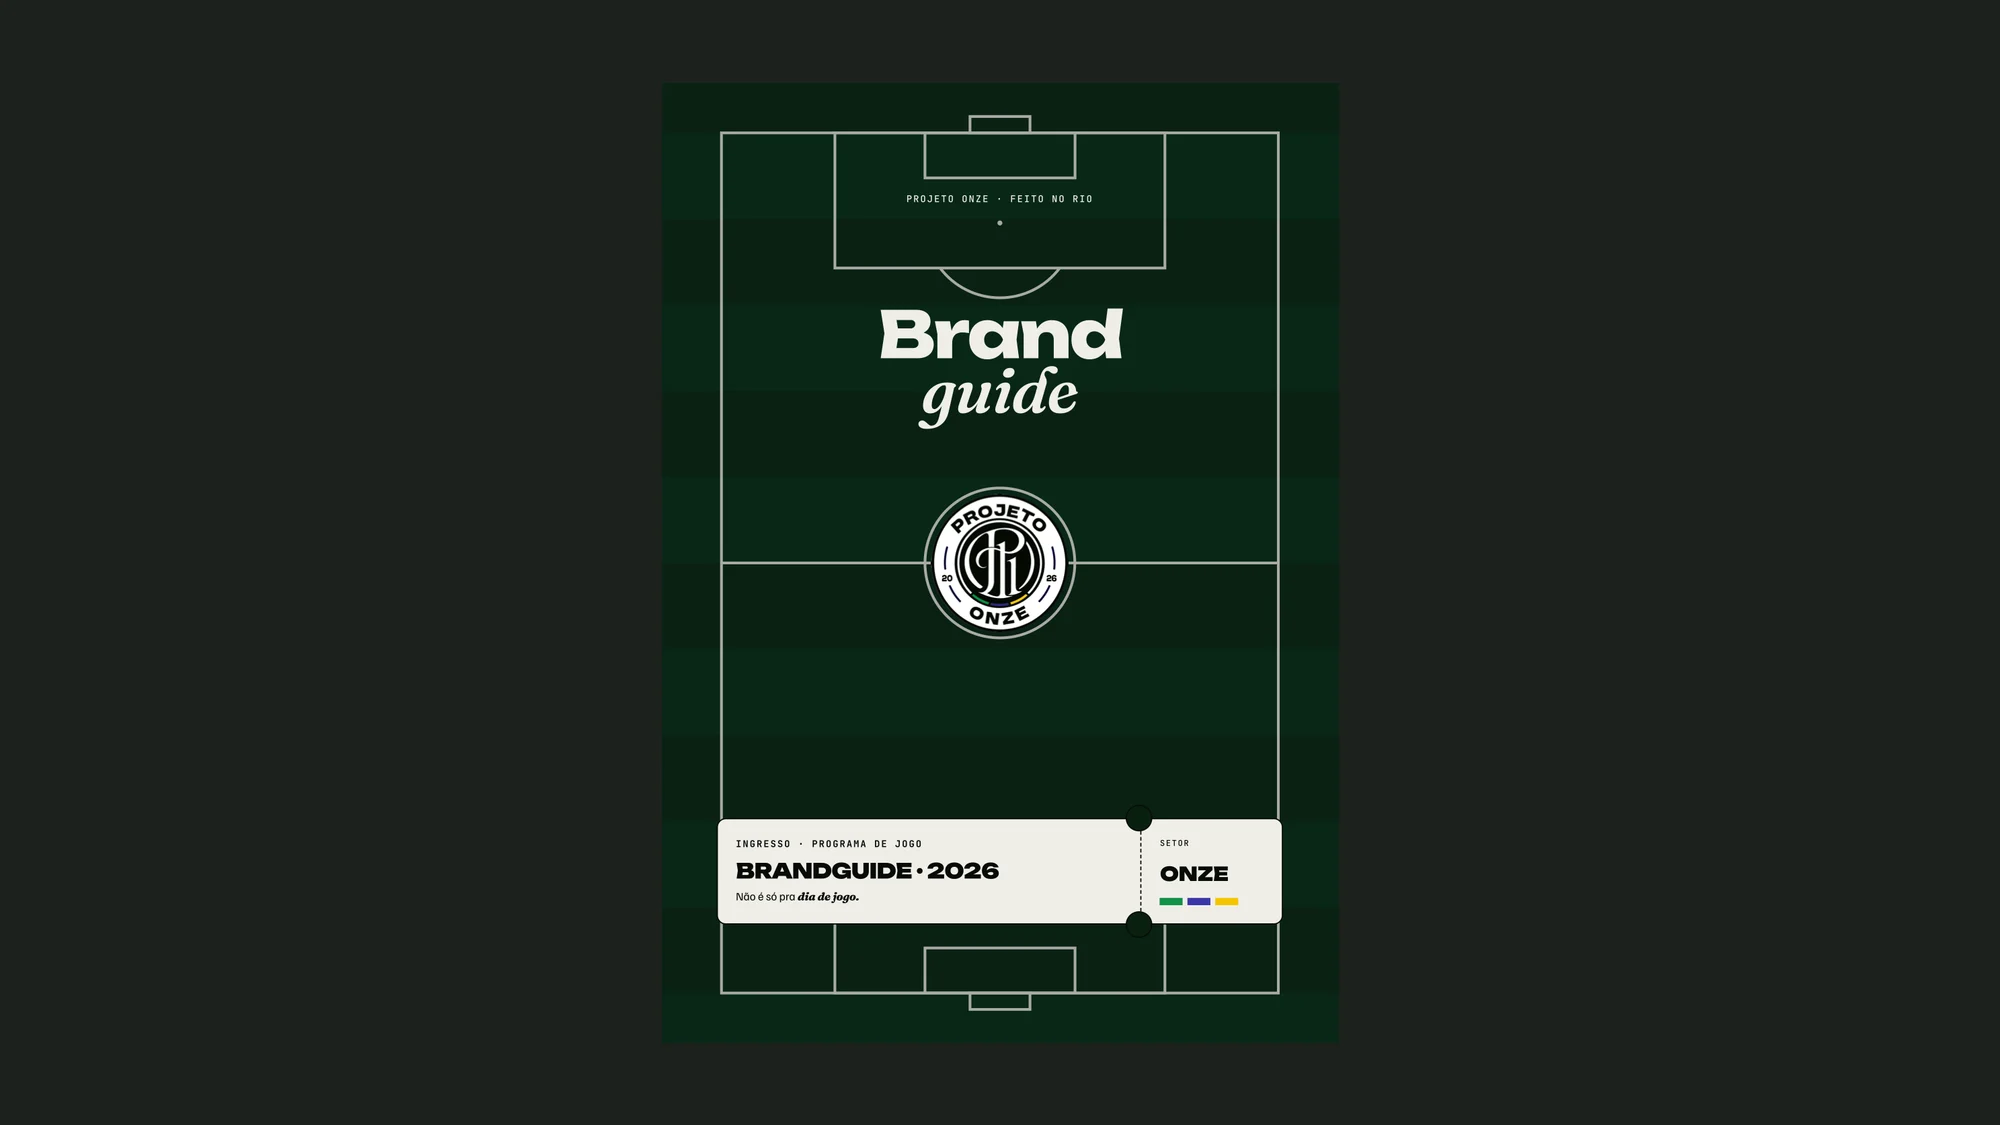 PROJETO ONZE · FEITO NO RIO
Brand
guide
PROJETO
20 26
ONZE
INGRESSO · PROGRAMA DE JOGO
BRANDGUIDE · 2026
Não é só pra dia de jogo.
SETOR
ONZE